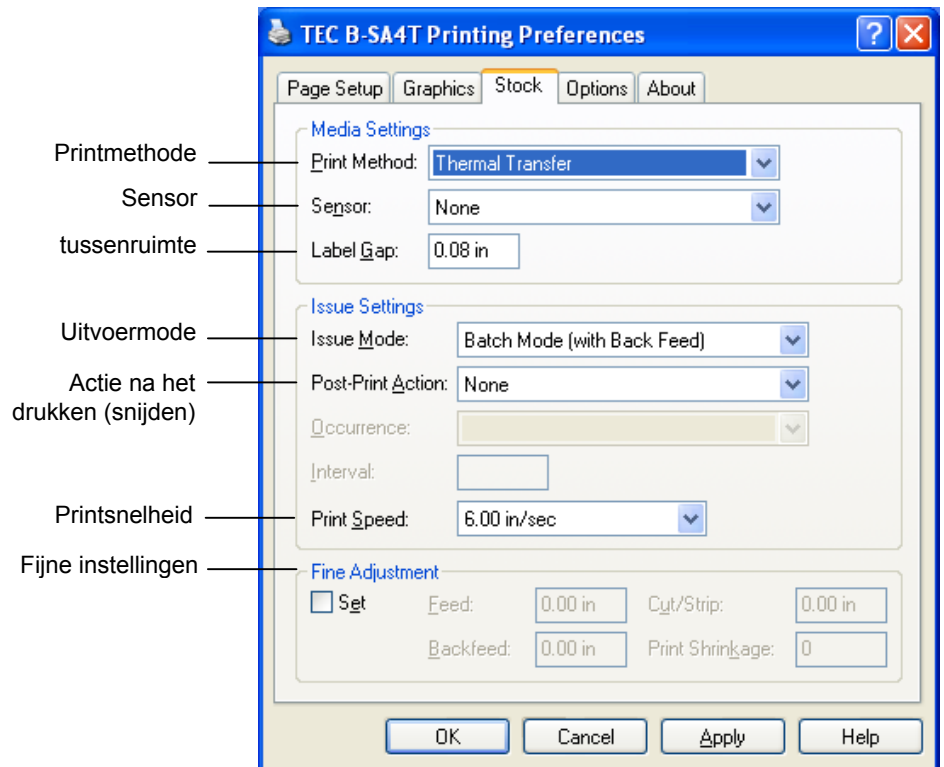 TEC B-SA4T Printing Preferences
Page Setup Graphics Stock Options About
Media Settings
Printmethode Print Method: Thermal Transfer
Sensor Sensor: None
tussenruimte Label Gap: 0.08 in
Issue Settings
Uitvoermode Issue Mode: Batch Mode (with Back Feed)
Actie na het
drukken (snijden) Post-Print Action: None
Occurrence:
Interval:
Printsnelheid Print Speed: 6.00 in/sec
Fijne instellingen Fine Adjustment
Set Feed: 0.00 in Cut/Strip: 0.00 in
Backfeed: 0.00 in Print Shrinkage: 0
OK Cancel Apply Help